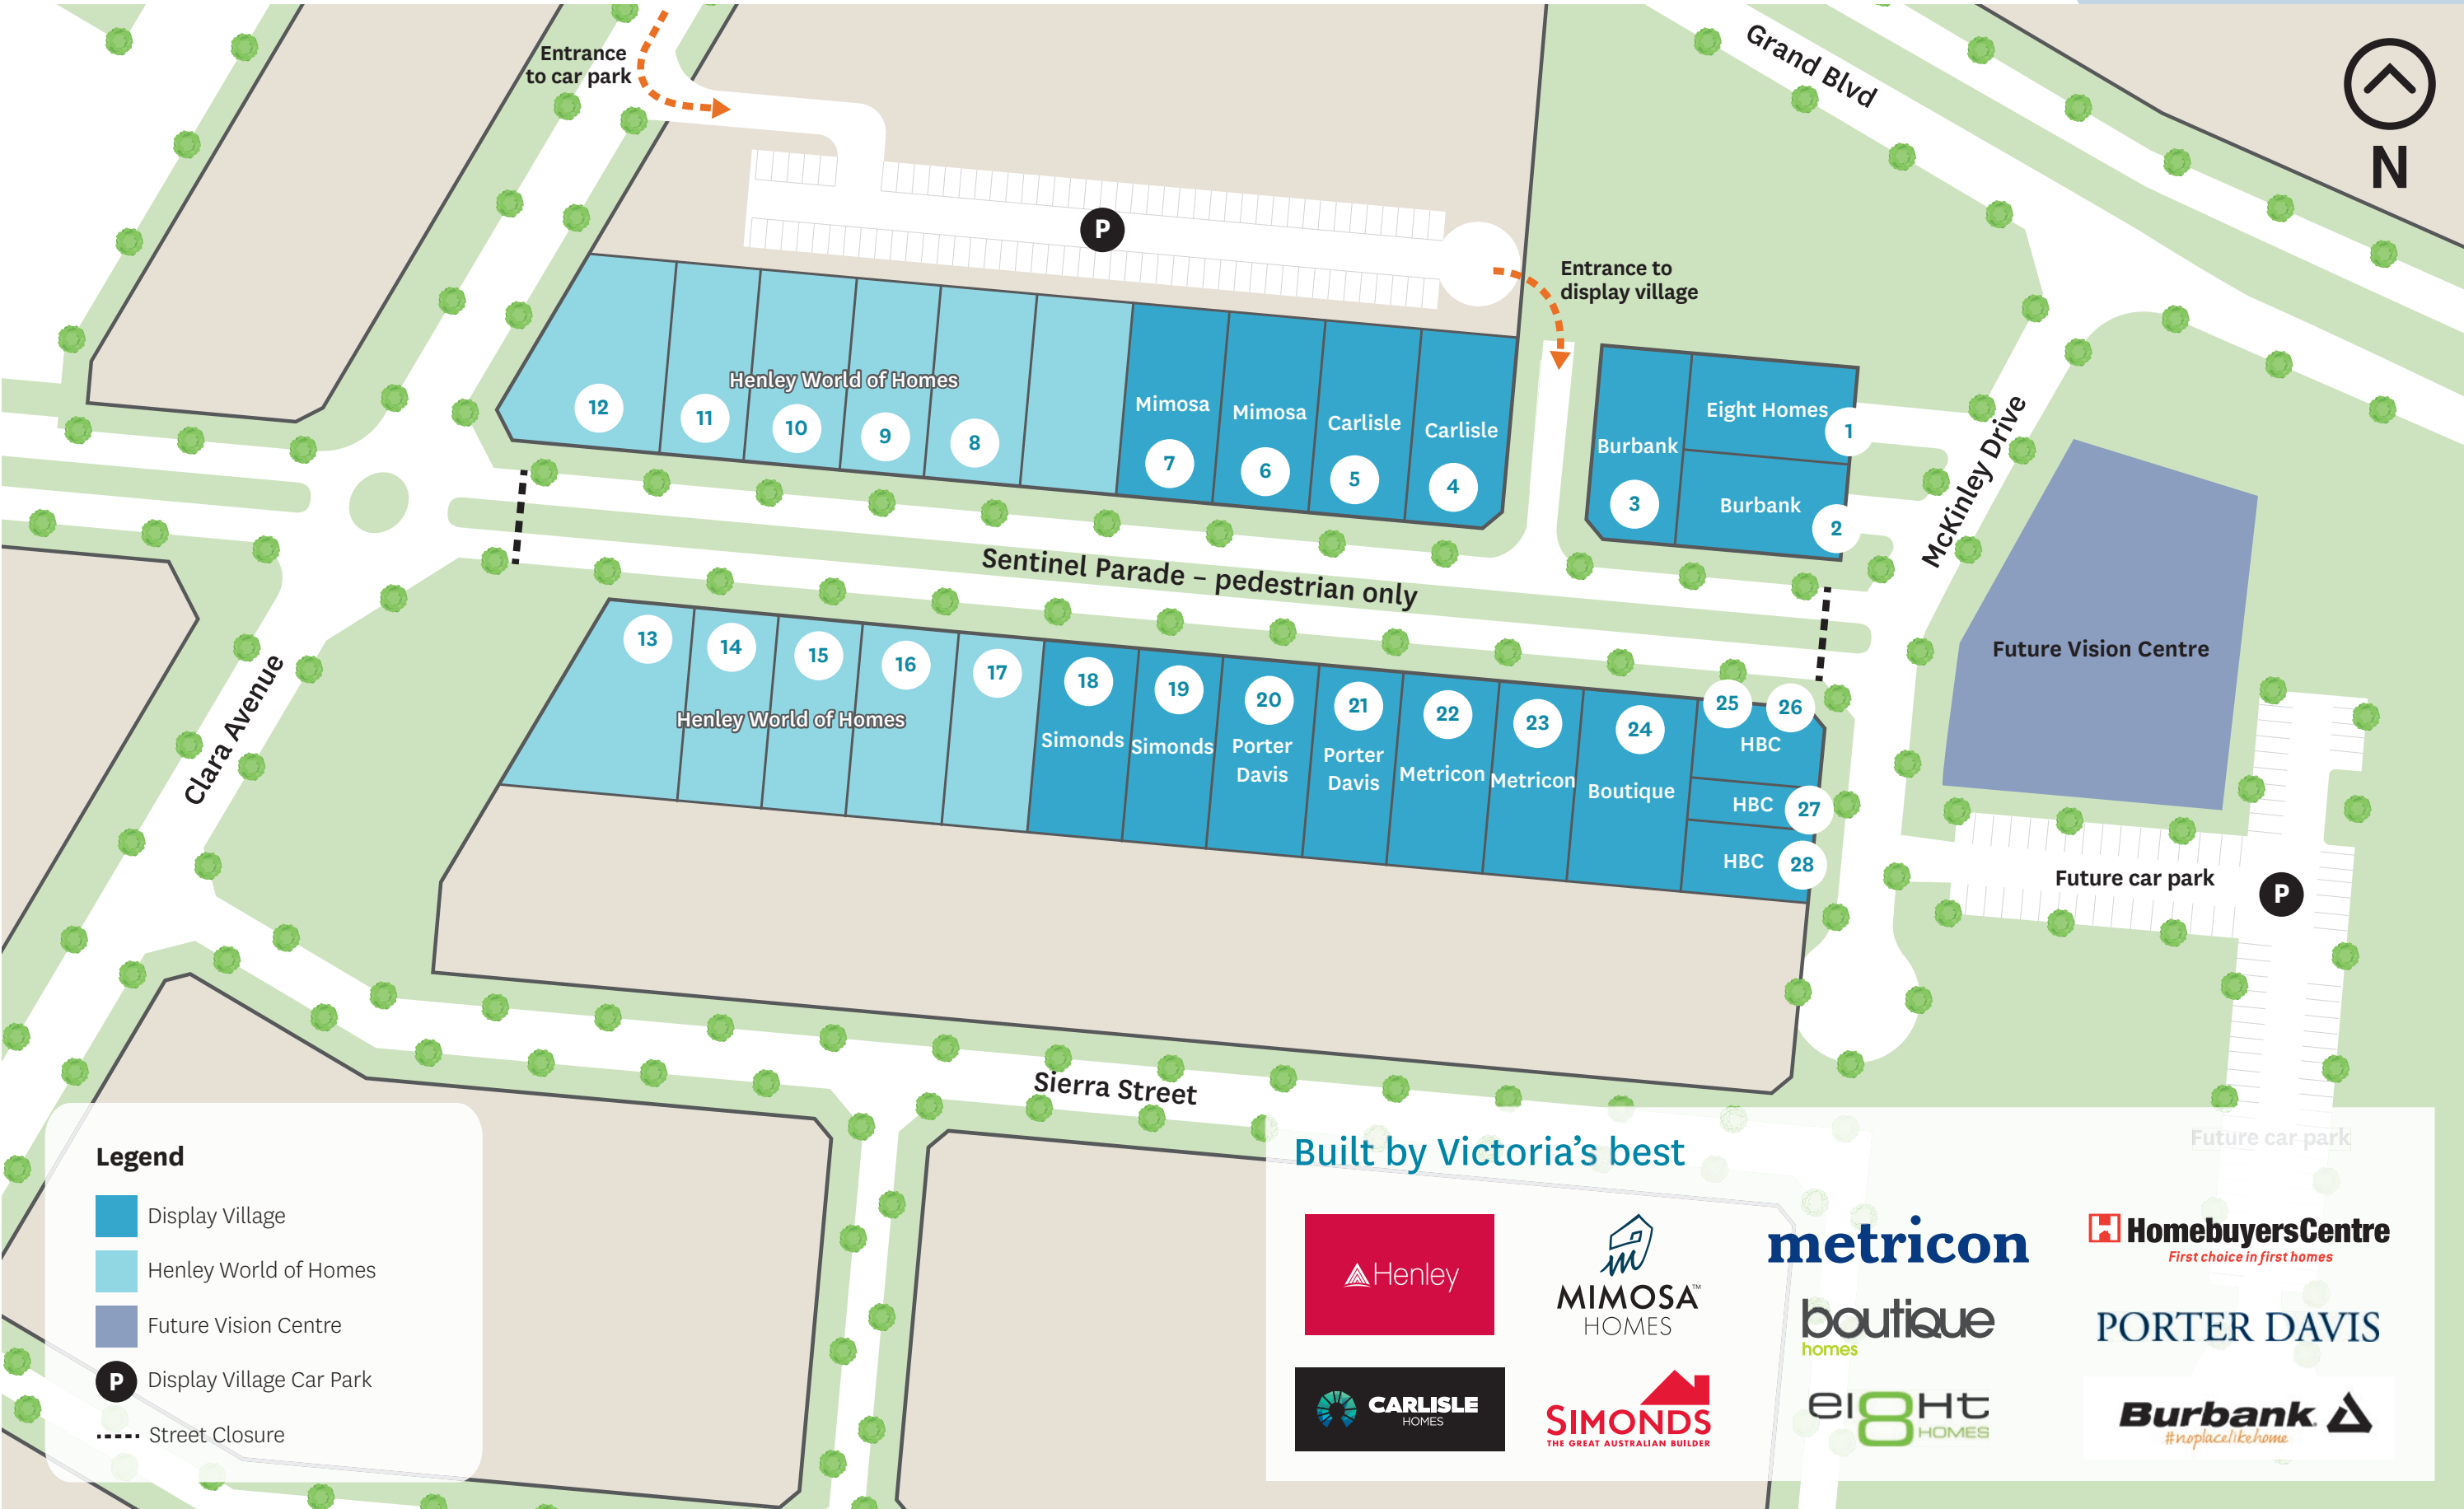 Entrance
to car park
Grand Blvd
N
P
Entrance to
display village
Henley World of Homes
12
11
10
9
8
Mimosa
7
Mimosa
6
Carlisle
5
Carlisle
4
Burbank
3
Eight Homes
1
Burbank
2
McKinley Drive
Sentinel Parade – pedestrian only
Future Vision Centre
Clara Avenue
13
14
15
16
17
Henley World of Homes
18
Simonds
19
Simonds
20
Porter
Davis
21
Porter
Davis
22
Metricon
23
Metricon
24
Boutique
25
26
HBC
HBC
27
HBC
28
Future car park
P
Sierra Street
Future car park
Legend
Display Village
Henley World of Homes
Future Vision Centre
P Display Village Car Park
Street Closure
Built by Victoria’s best
Henley
MIMOSA™
HOMES
metricon
HomebuyersCentre
First choice in first homes
boutique
homes
PORTER DAVIS
CARLISLE
HOMES
SIMONDS
THE GREAT AUSTRALIAN BUILDER
ei8Ht
HOMES
Burbank
#noplacelikehome